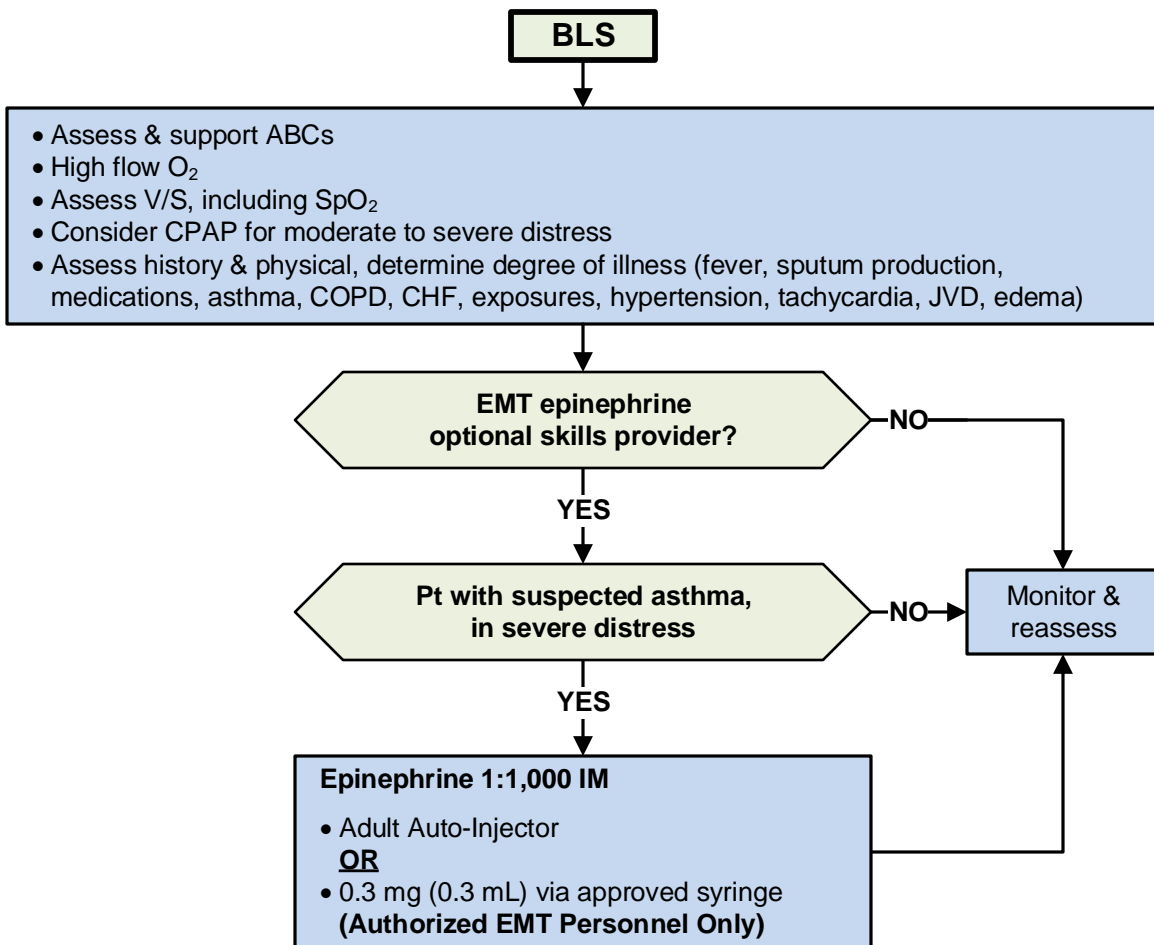 BLS
• Assess & support ABCs
• High flow O₂
• Assess V/S, including SpO₂
• Consider CPAP for moderate to severe distress
• Assess history & physical, determine degree of illness (fever, sputum production,
medications, asthma, COPD, CHF, exposures, hypertension, tachycardia, JVD, edema)
EMT epinephrine
optional skills provider?
NO
YES
Pt with suspected asthma,
in severe distress
NO
Monitor &
reassess
YES
Epinephrine 1:1,000 IM
• Adult Auto-Injector
OR
• 0.3 mg (0.3 mL) via approved syringe
(Authorized EMT Personnel Only)